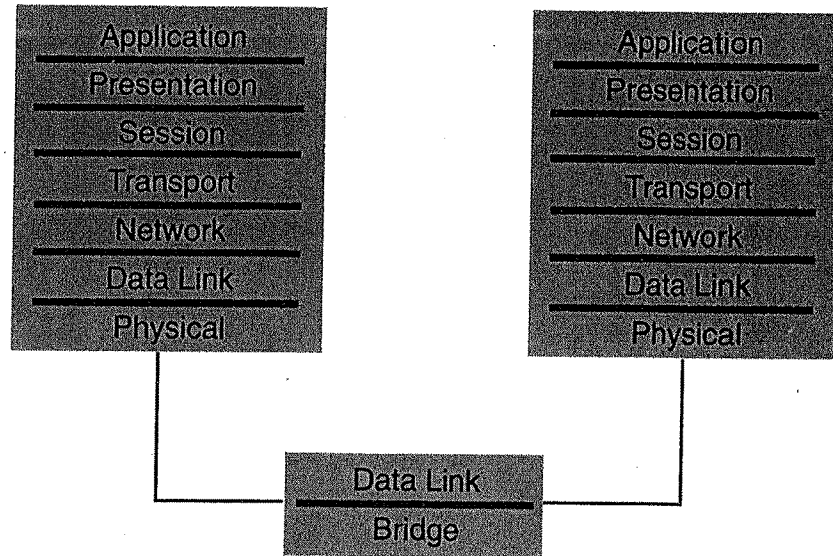 Application
Presentation
Session
Transport
Network
Data Link
Physical
Application
Presentation
Session
Transport
Network
Data Link
Physical
Data Link
Bridge